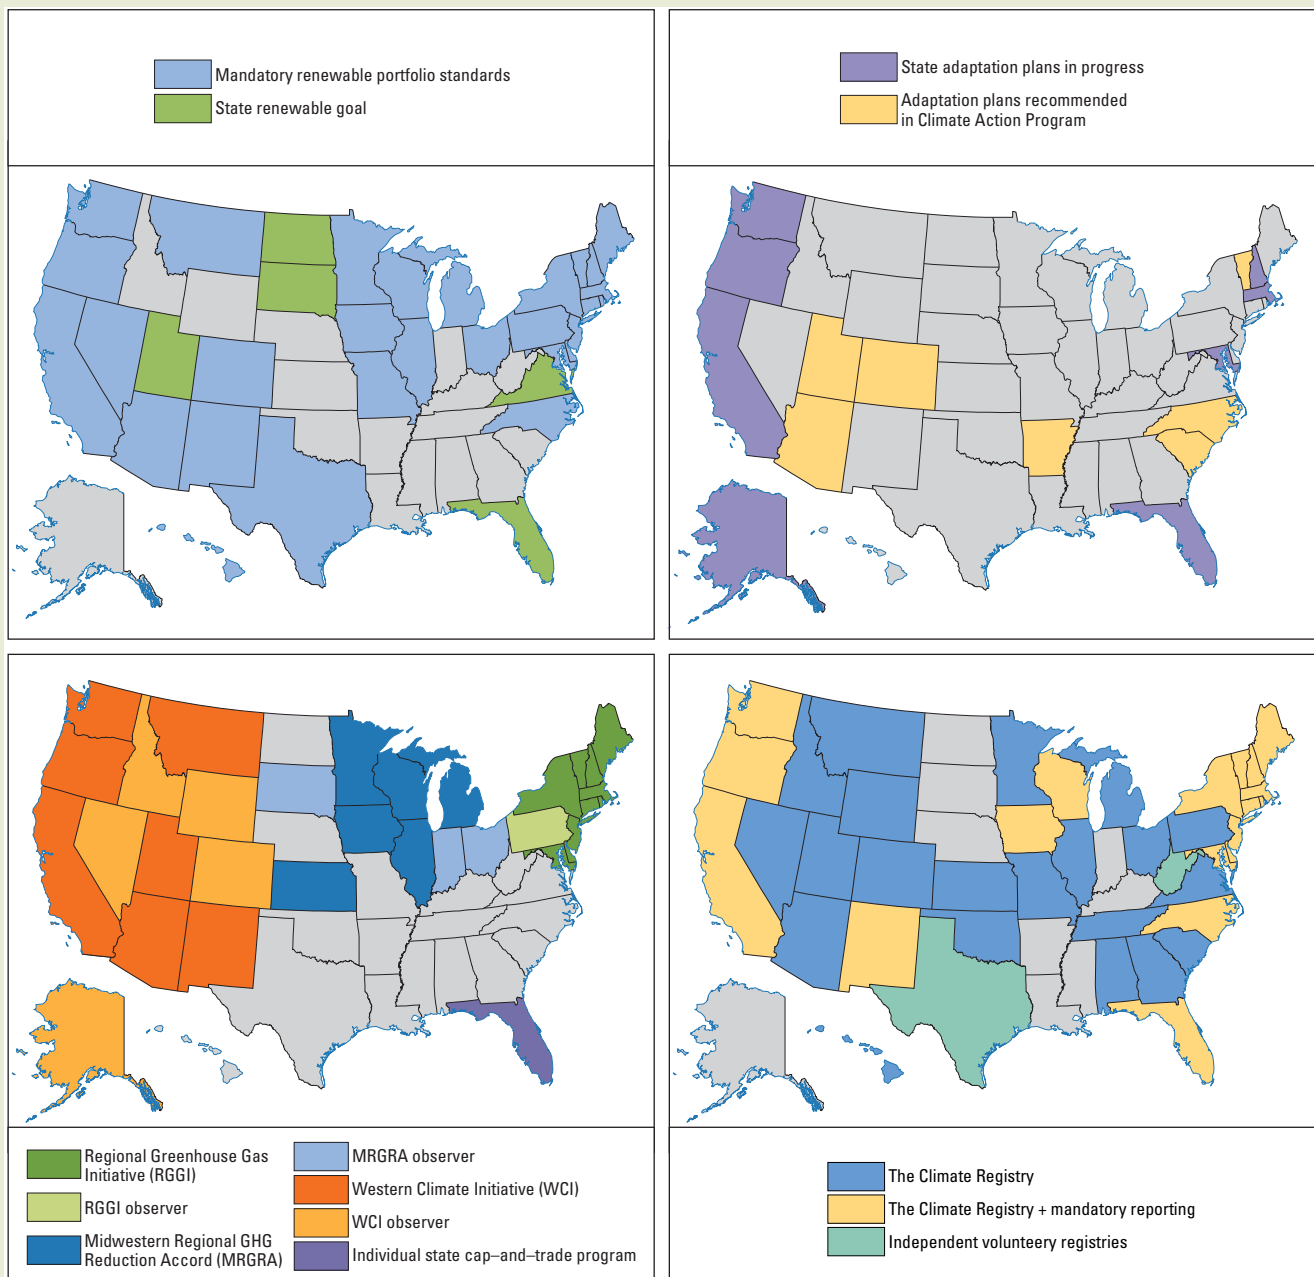 Mandatory renewable portfolio standards
State renewable goal
State adaptation plans in progress
Adaptation plans recommended
in Climate Action Program
Regional Greenhouse Gas
Initiative (RGGI)
RGGI observer
Midwestern Regional GHG
Reduction Accord (MRGRA)
MRGRA observer
Western Climate Initiative (WCI)
WCI observer
Individual state cap–and–trade program
The Climate Registry
The Climate Registry + mandatory reporting
Independent volunteery registries